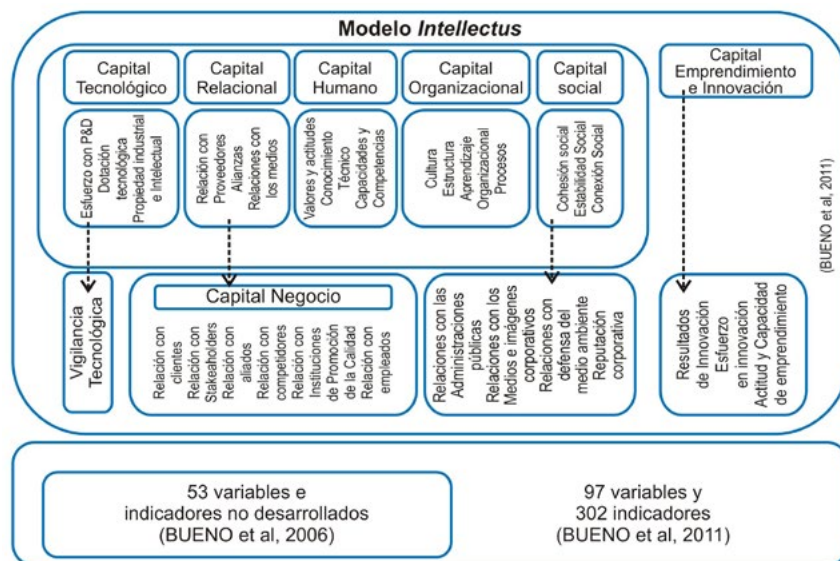 Modelo Intellectus
Capital
Tecnológico
Capital
Relacional
Capital
Humano
Capital
Organizacional
Capital
social
Capital
Emprendimiento
e Innovación
Esfuerzo con P&D
Dotación
tecnológica
Propiedad industrial
e Intelectual
Relación con
Proveedores
Alianzas
Relaciones con
los medios
Valores y actitudes
Conocimiento
Técnico
Capacidades y
Competencias
Cultura
Estructura
Aprendizaje
Organizacional
Procesos
Cohesión social
Estabilidad Social
Conexión Social
(BUENO et al, 2011)
Vigilancia
Tecnológica
Capital Negocio
Relación con
clientes
Relación con
Stakeaholders
Relación con
aliados
Relación con
competitdores
Relación con
Instituciones
de Promoción
de la Caidad
Relación con
empleados
Relaciones con las
Administraciones
públicas
Relaciones con los
Medios e imágenes
corporativos
Relaciones con
defensa del
medio ambiente
Reputación
corporativa
Resultados
de Innovación
Esfuerzo
en innovación
Actitud y Capacidad
de emprendimiento
53 variables e
indicadores no desarrollados
(BUENO et al, 2006)
97 variables y
302 indicadores
(BUENO et al, 2011)